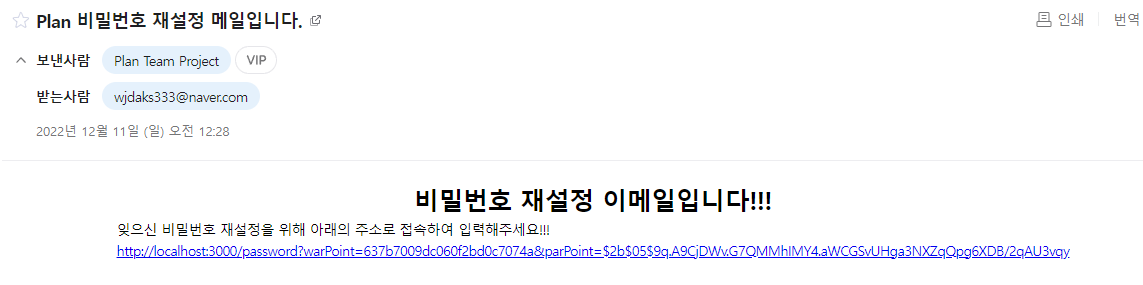 Plan 비밀번호 재설정 메일입니다.
인쇄
번역
보낸사람 Plan Team Project VIP
받는사람 wjdaks333@naver.com
2022년 12월 11일 (일) 오전 12:28
비밀번호 재설정 이메일입니다!!!
잊으신 비밀번호 재설정을 위해 아래의 주소로 접속하여 입력해주세요!!!
http://localhost:3000/password?warPoint=637b7009dc060f2bd0c7074a&parPoint=$2b$05$9q.A9CjDWv.G7QMMhIMY4.aWCGSvUHga3NXZqQpg6XDB/2qAU3vqy